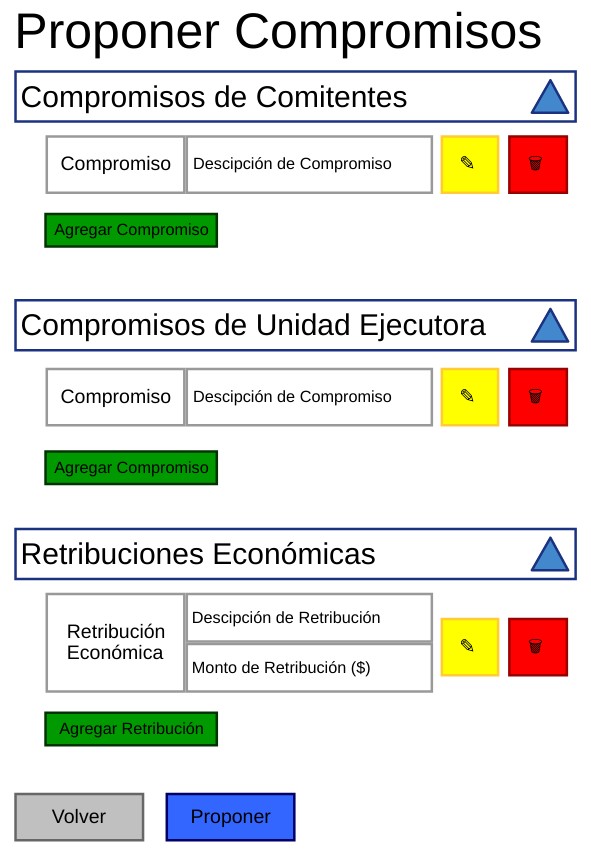 Proponer Compromisos
Compromisos de Comitentes
Compromiso
Descipción de Compromiso
Agregar Compromiso
Compromisos de Unidad Ejecutora
Compromiso
Descipción de Compromiso
Agregar Compromiso
Retribuciones Económicas
Retribución
Económica
Descipción de Retribución
Monto de Retribución ($)
Agregar Retribución
Volver
Proponer